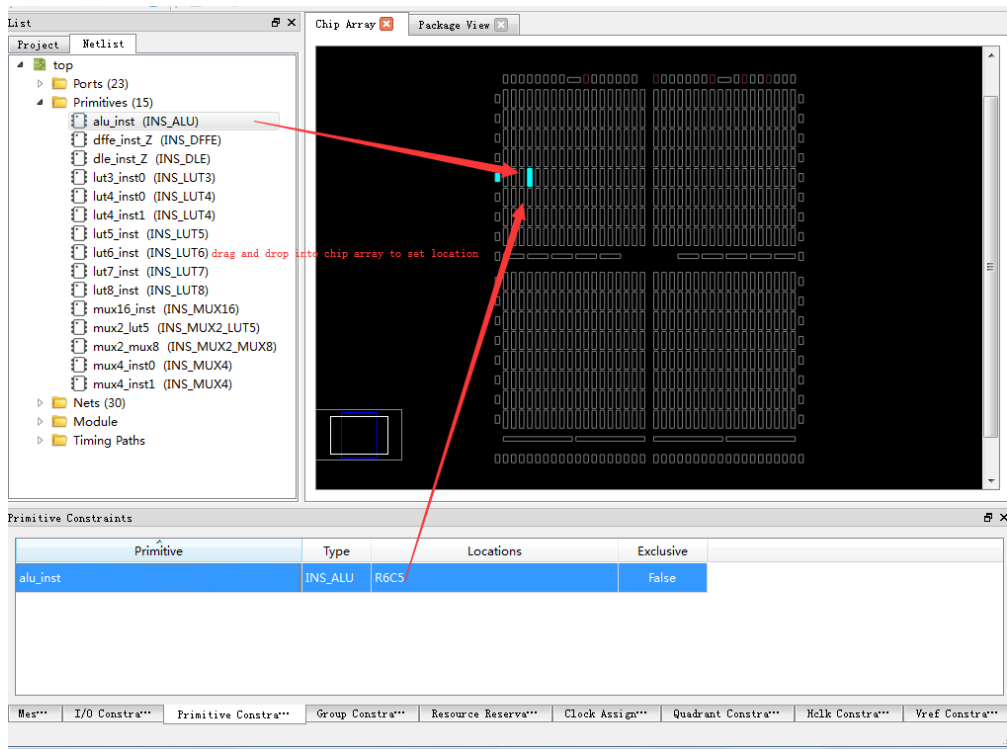 List
Project Netlist
top
Ports (23)
Primitives (15)
alu_inst (INS_ALU)
dffe_inst_Z (INS_DFFE)
dle_inst_Z (INS_DLE)
lut3_inst0 (INS_LUT3)
lut4_inst0 (INS_LUT4)
lut4_inst1 (INS_LUT4)
lut5_inst (INS_LUT5)
lut6_inst (INS_LUT6)
lut7_inst (INS_LUT7)
lut8_inst (INS_LUT8)
mux16_inst (INS_MUX16)
mux2_lut5 (INS_MUX2_LUT5)
mux2_mux8 (INS_MUX2_MUX8)
mux4_inst0 (INS_MUX4)
mux4_inst1 (INS_MUX4)
Nets (30)
Module
Timing Paths
Chip Array Package View
drag and drop into chip array to set location
Primitive Constraints
Primitive Type Locations Exclusive
alu_inst INS_ALU R6C5 False
Mes··· I/O Constra··· Primitive Constra··· Group Constra··· Resource Reserva··· Clock Assign··· Quadrant Constra··· Hclk Constra··· Vref Constra···